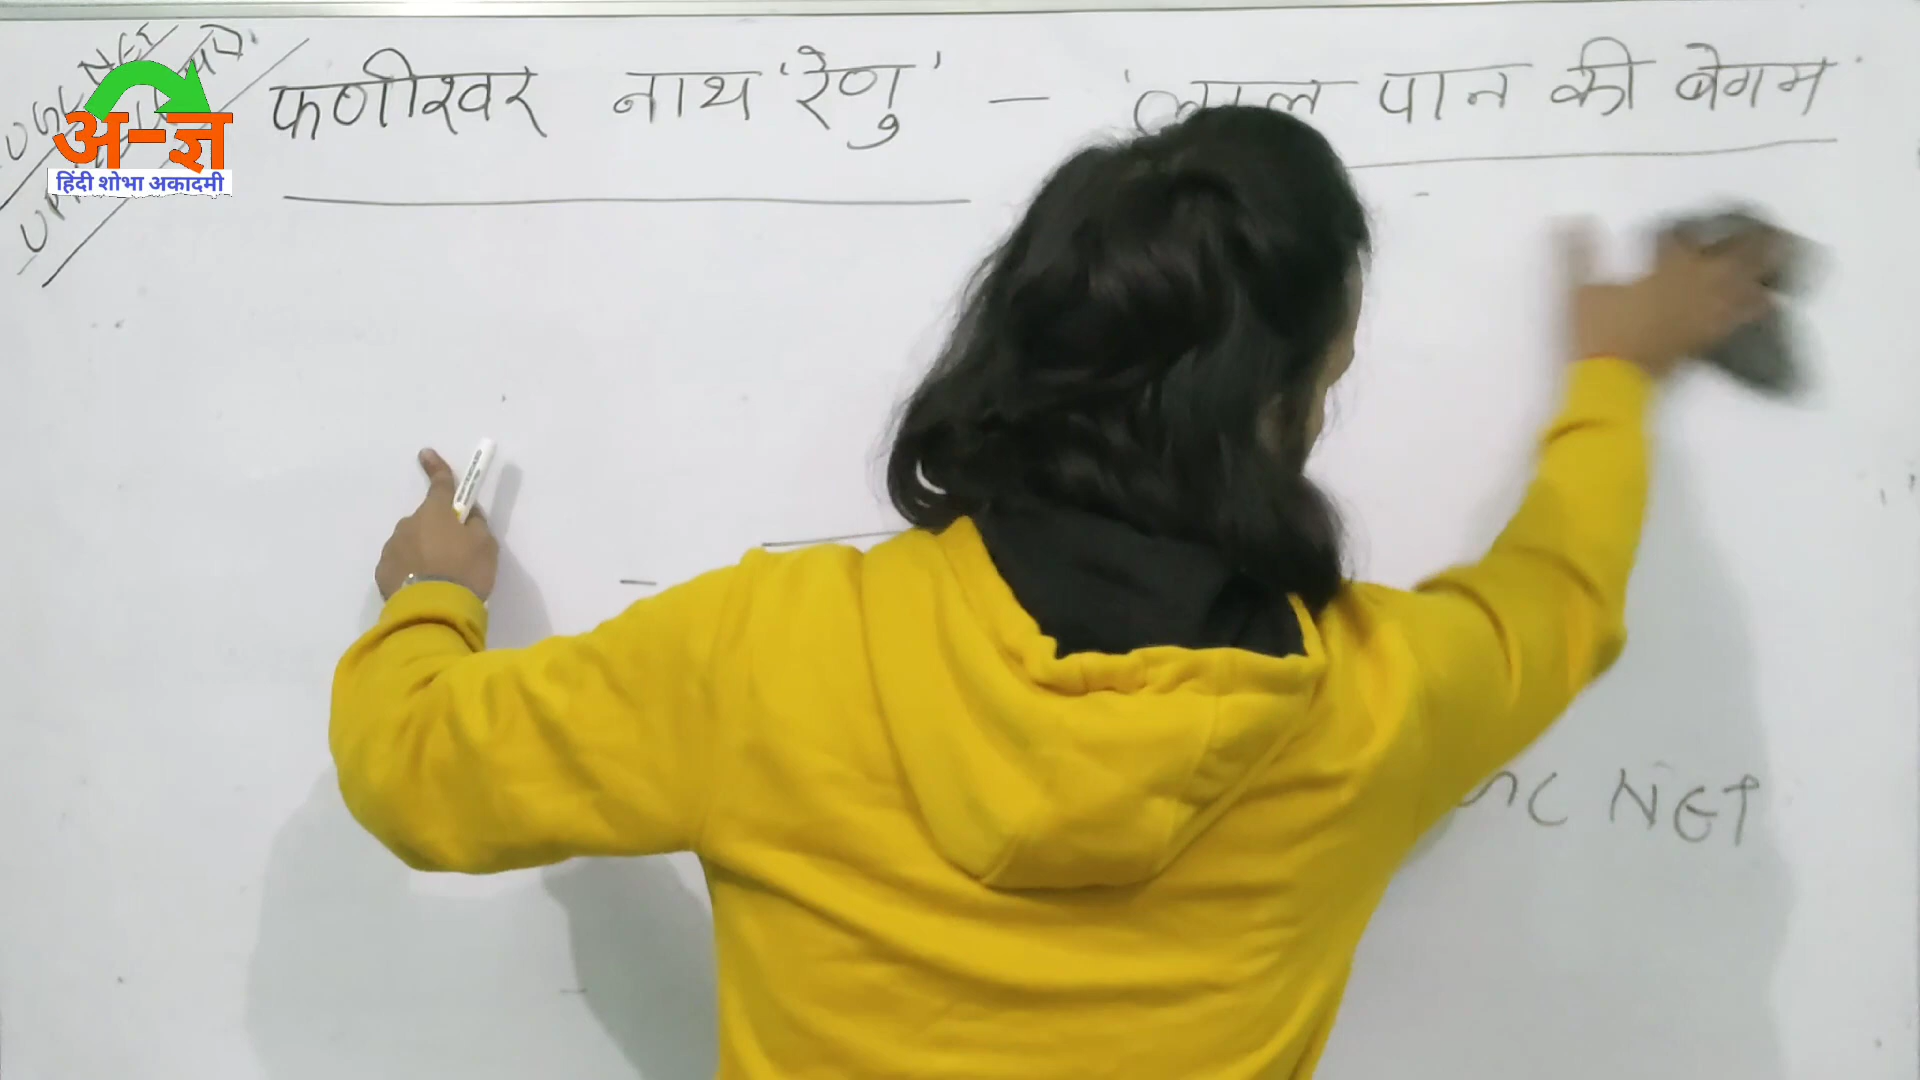 फणीश्वर नाथ 'रेणु' — 'लाल पान की बेगम'
अ-ज्ञ
हिंदी शोभा अकादमी
NET